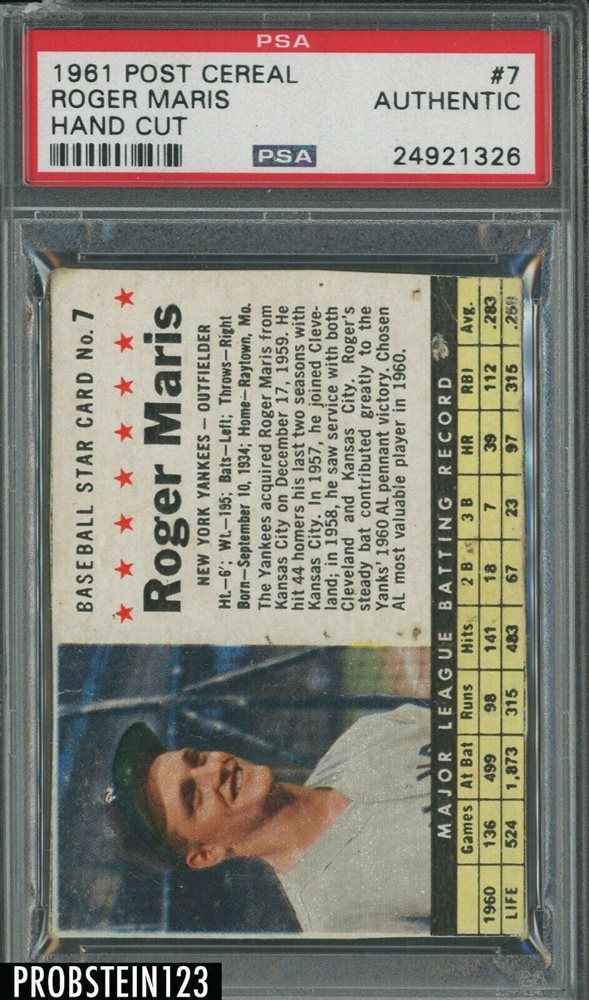 PSA
1961 POST CEREAL #7
ROGER MARIS AUTHENTIC
HAND CUT
PSA 24921326
BASEBALL STAR CARD No. 7
Roger Maris
NEW YORK YANKEES — OUTFIELDER
Ht.—6'; Wt.—195; Bats—Left; Throws—Right
Born—September 10, 1934; Home—Raytown, Mo.
The Yankees acquired Roger Maris from
Kansas City on December 17, 1959. He
hit 44 homers his last two seasons with
Kansas City. In 1957, he joined Cleve-
land; in 1958, he saw service with both
Cleveland and Kansas City. Roger's
steady bat contributed greatly to the
Yanks' 1960 AL pennant victory. Chosen
AL most valuable player in 1960.
MAJOR LEAGUE BATTING RECORD
Games At Bat Runs Hits 2 B 3 B HR RBI Avg.
1960 136 499 98 141 18 7 39 112 .283
LIFE 524 1,873 315 483 67 23 97 315
PROBSTEIN123